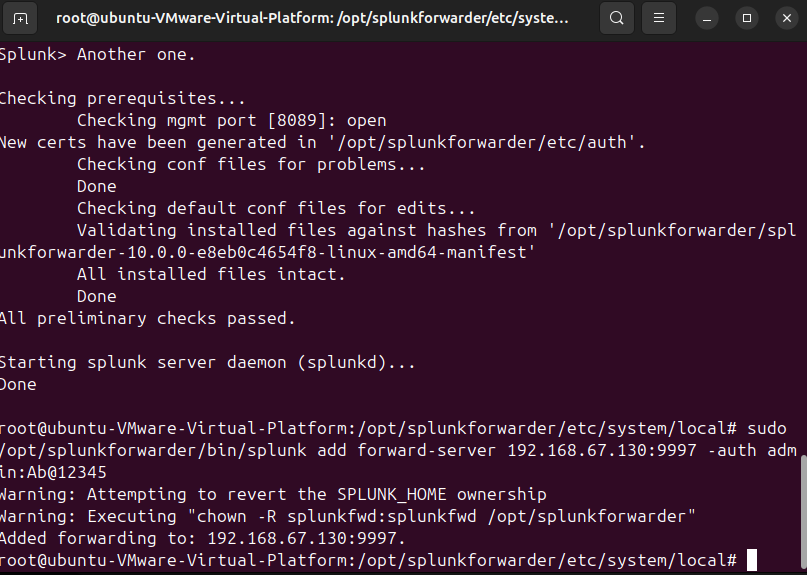 root@ubuntu-VMware-Virtual-Platform: /opt/splunkforwarder/etc/syste...
Splunk> Another one.
Checking prerequisites...
Checking mgmt port [8089]: open
New certs have been generated in '/opt/splunkforwarder/etc/auth'.
Checking conf files for problems...
Done
Checking default conf files for edits...
Validating installed files against hashes from '/opt/splunkforwarder/spl
unkforwarder-10.0.0-e8eb0c4654f8-linux-amd64-manifest'
All installed files intact.
Done
All preliminary checks passed.
Starting splunk server daemon (splunkd)...
Done
root@ubuntu-VMware-Virtual-Platform:/opt/splunkforwarder/etc/system/local# sudo
/opt/splunkforwarder/bin/splunk add forward-server 192.168.67.130:9997 -auth adm
in:Ab@12345
Warning: Attempting to revert the SPLUNK_HOME ownership
Warning: Executing "chown -R splunkfwd:splunkfwd /opt/splunkforwarder"
Added forwarding to: 192.168.67.130:9997.
root@ubuntu-VMware-Virtual-Platform:/opt/splunkforwarder/etc/system/local#